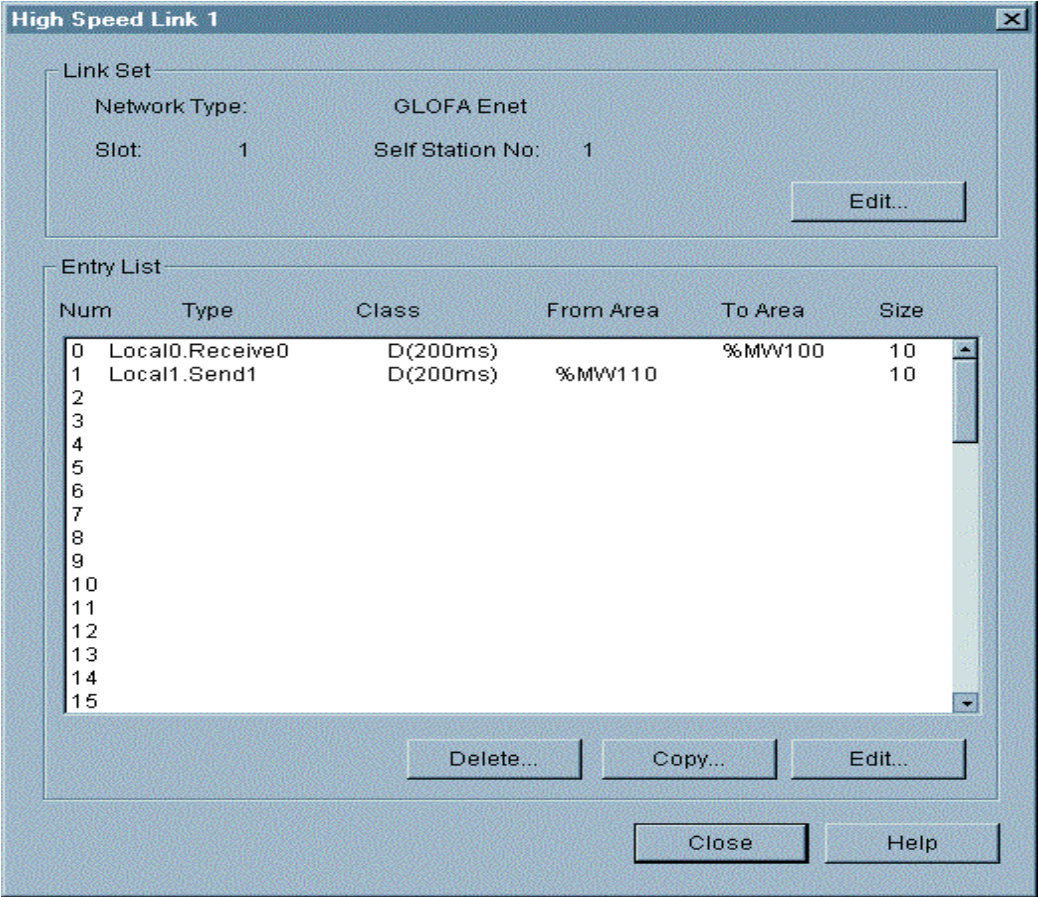 High Speed Link 1
Link Set
Network Type: GLOFA Enet
Slot: 1 Self Station No: 1
Edit...
Entry List
Num Type Class From Area To Area Size
0 Local0.Receive0 D(200ms) %MW100 10
1 Local1.Send1 D(200ms) %MW110 10
2
3
4
5
6
7
8
9
10
11
12
13
14
15
Delete... Copy... Edit...
Close Help